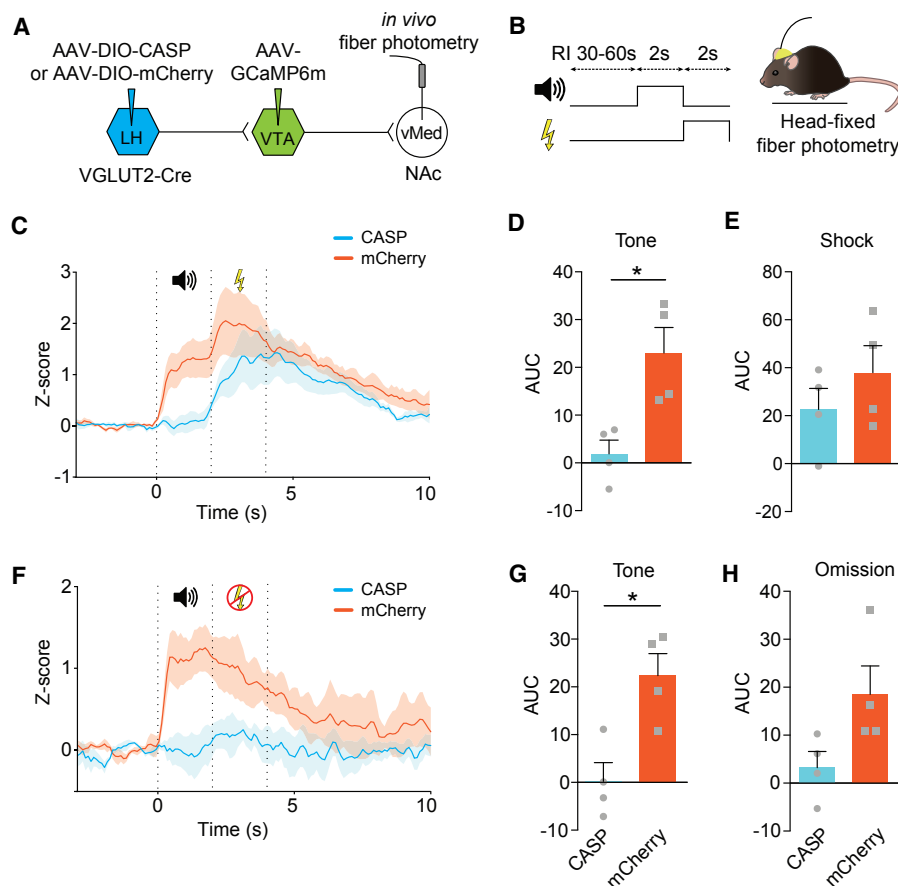 A
AAV-DIO-CASP
or AAV-DIO-mCherry
AAV-
GCaMP6m
in vivo
fiber photometry
LH
VTA
vMed
VGLUT2-Cre
NAc
B
RI 30-60s 2s 2s
Head-fixed
fiber photometry
C
CASP
mCherry
3
2
1
0
-1
Z-score
0 5 10
Time (s)
D
Tone
*
40
30
20
10
0
-10
AUC
E
Shock
80
60
40
20
0
-20
AUC
F
CASP
mCherry
2
1
0
Z-score
0 5 10
Time (s)
G
Tone
*
40
30
20
10
0
-10
AUC
CASP
mCherry
H
Omission
40
30
20
10
0
-10
AUC
CASP
mCherry